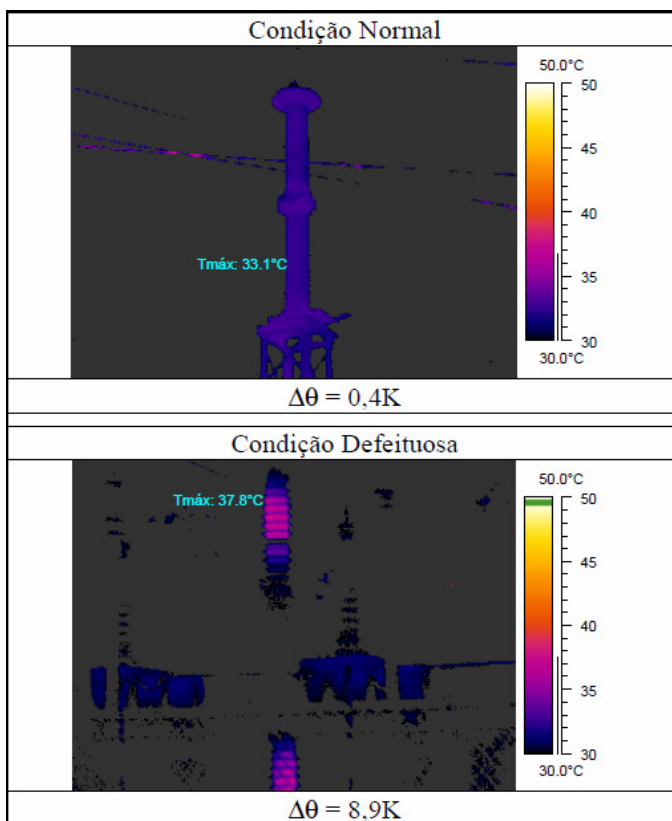 Condição Normal
50.0°C
50
45
40
35
30
30.0°C
Tmáx: 33.1°C
Δθ = 0,4K
Condição Defeituosa
50.0°C
50
45
40
35
30
30.0°C
Tmáx: 37.8°C
Δθ = 8,9K